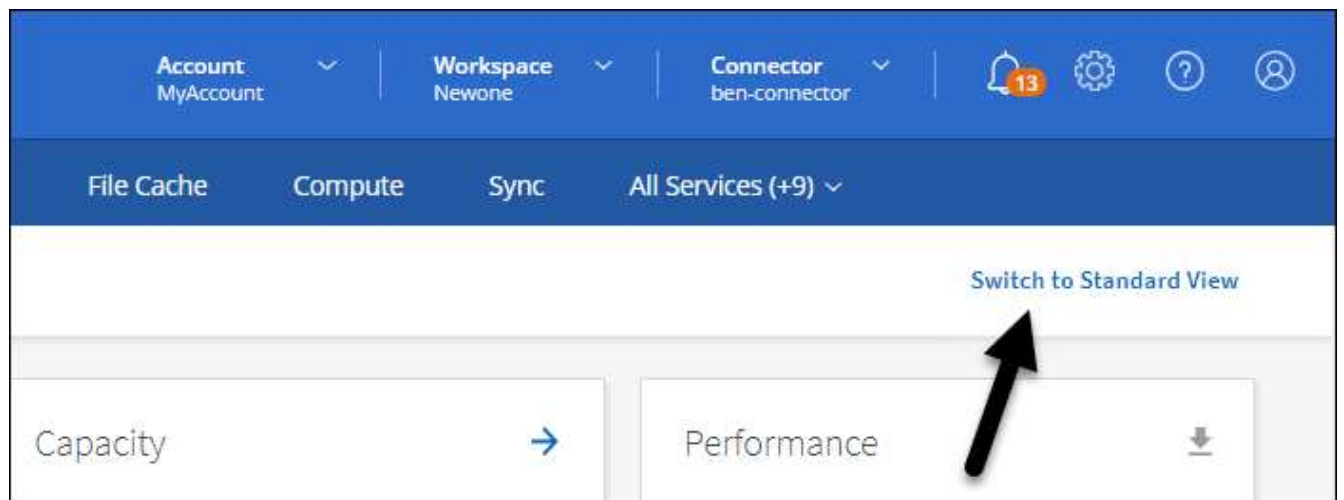 Account Workspace Connector
MyAccount Newone ben-connector 13
File Cache Compute Sync All Services (+9)
Switch to Standard View
Capacity Performance